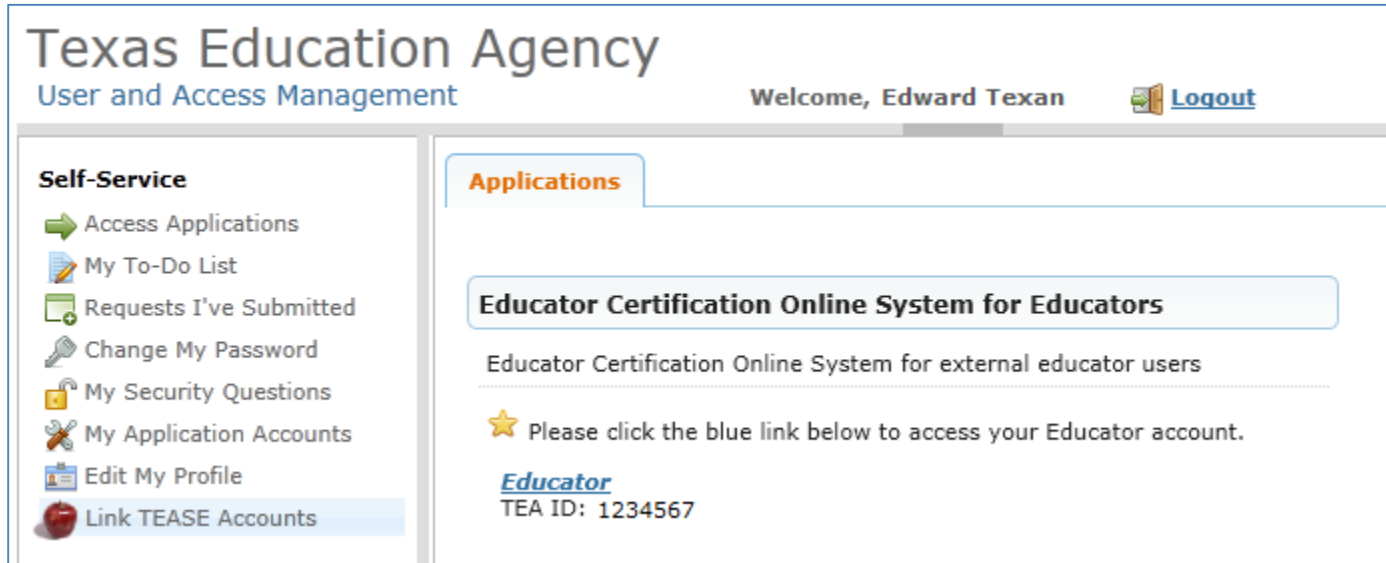 Texas Education Agency
User and Access Management
Welcome, Edward Texan
Logout
Self-Service
Access Applications
My To-Do List
Requests I've Submitted
Change My Password
My Security Questions
My Application Accounts
Edit My Profile
Link TEASE Accounts
Applications
Educator Certification Online System for Educators
Educator Certification Online System for external educator users
Please click the blue link below to access your Educator account.
Educator
TEA ID: 1234567